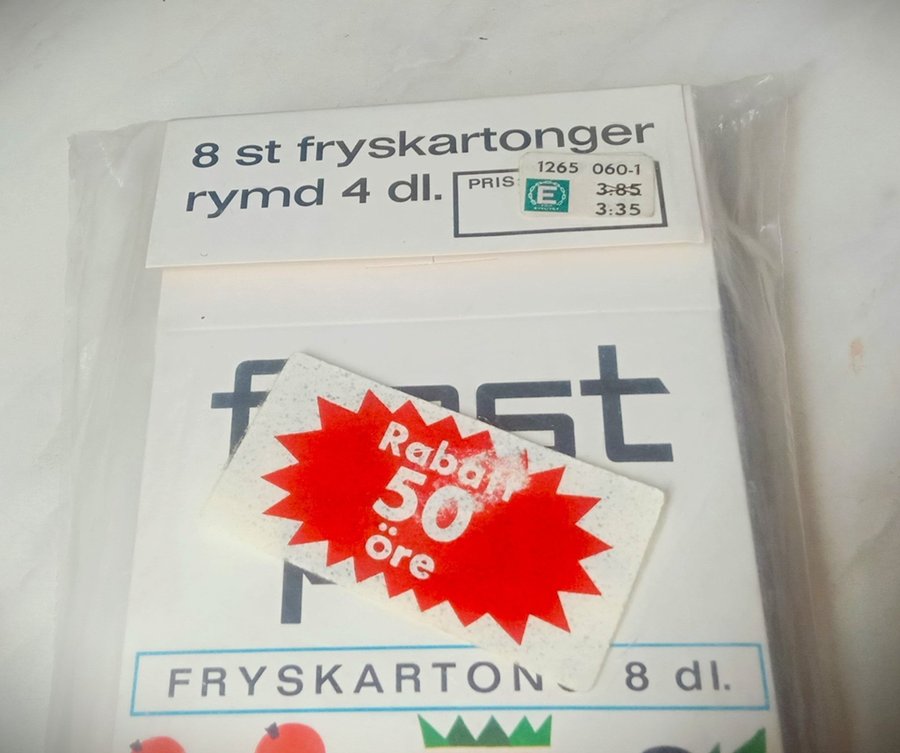 8 st fryskartonger
rymd 4 dl.
PRIS
1265 060-1
E
3.85
3:35
Rabatt
50
öre
FRYSKARTON
8 dl.